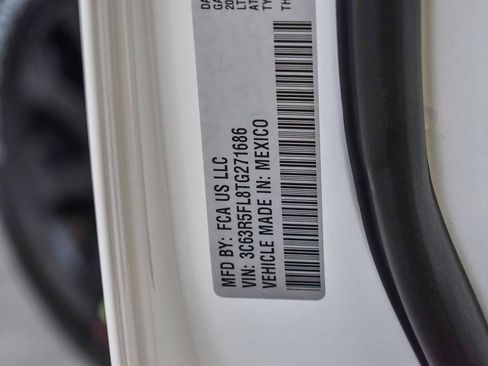 MFD BY: FCA US LLC
VIN: 3C63R5FL8TG271686
VEHICLE MADE IN: MEXICO